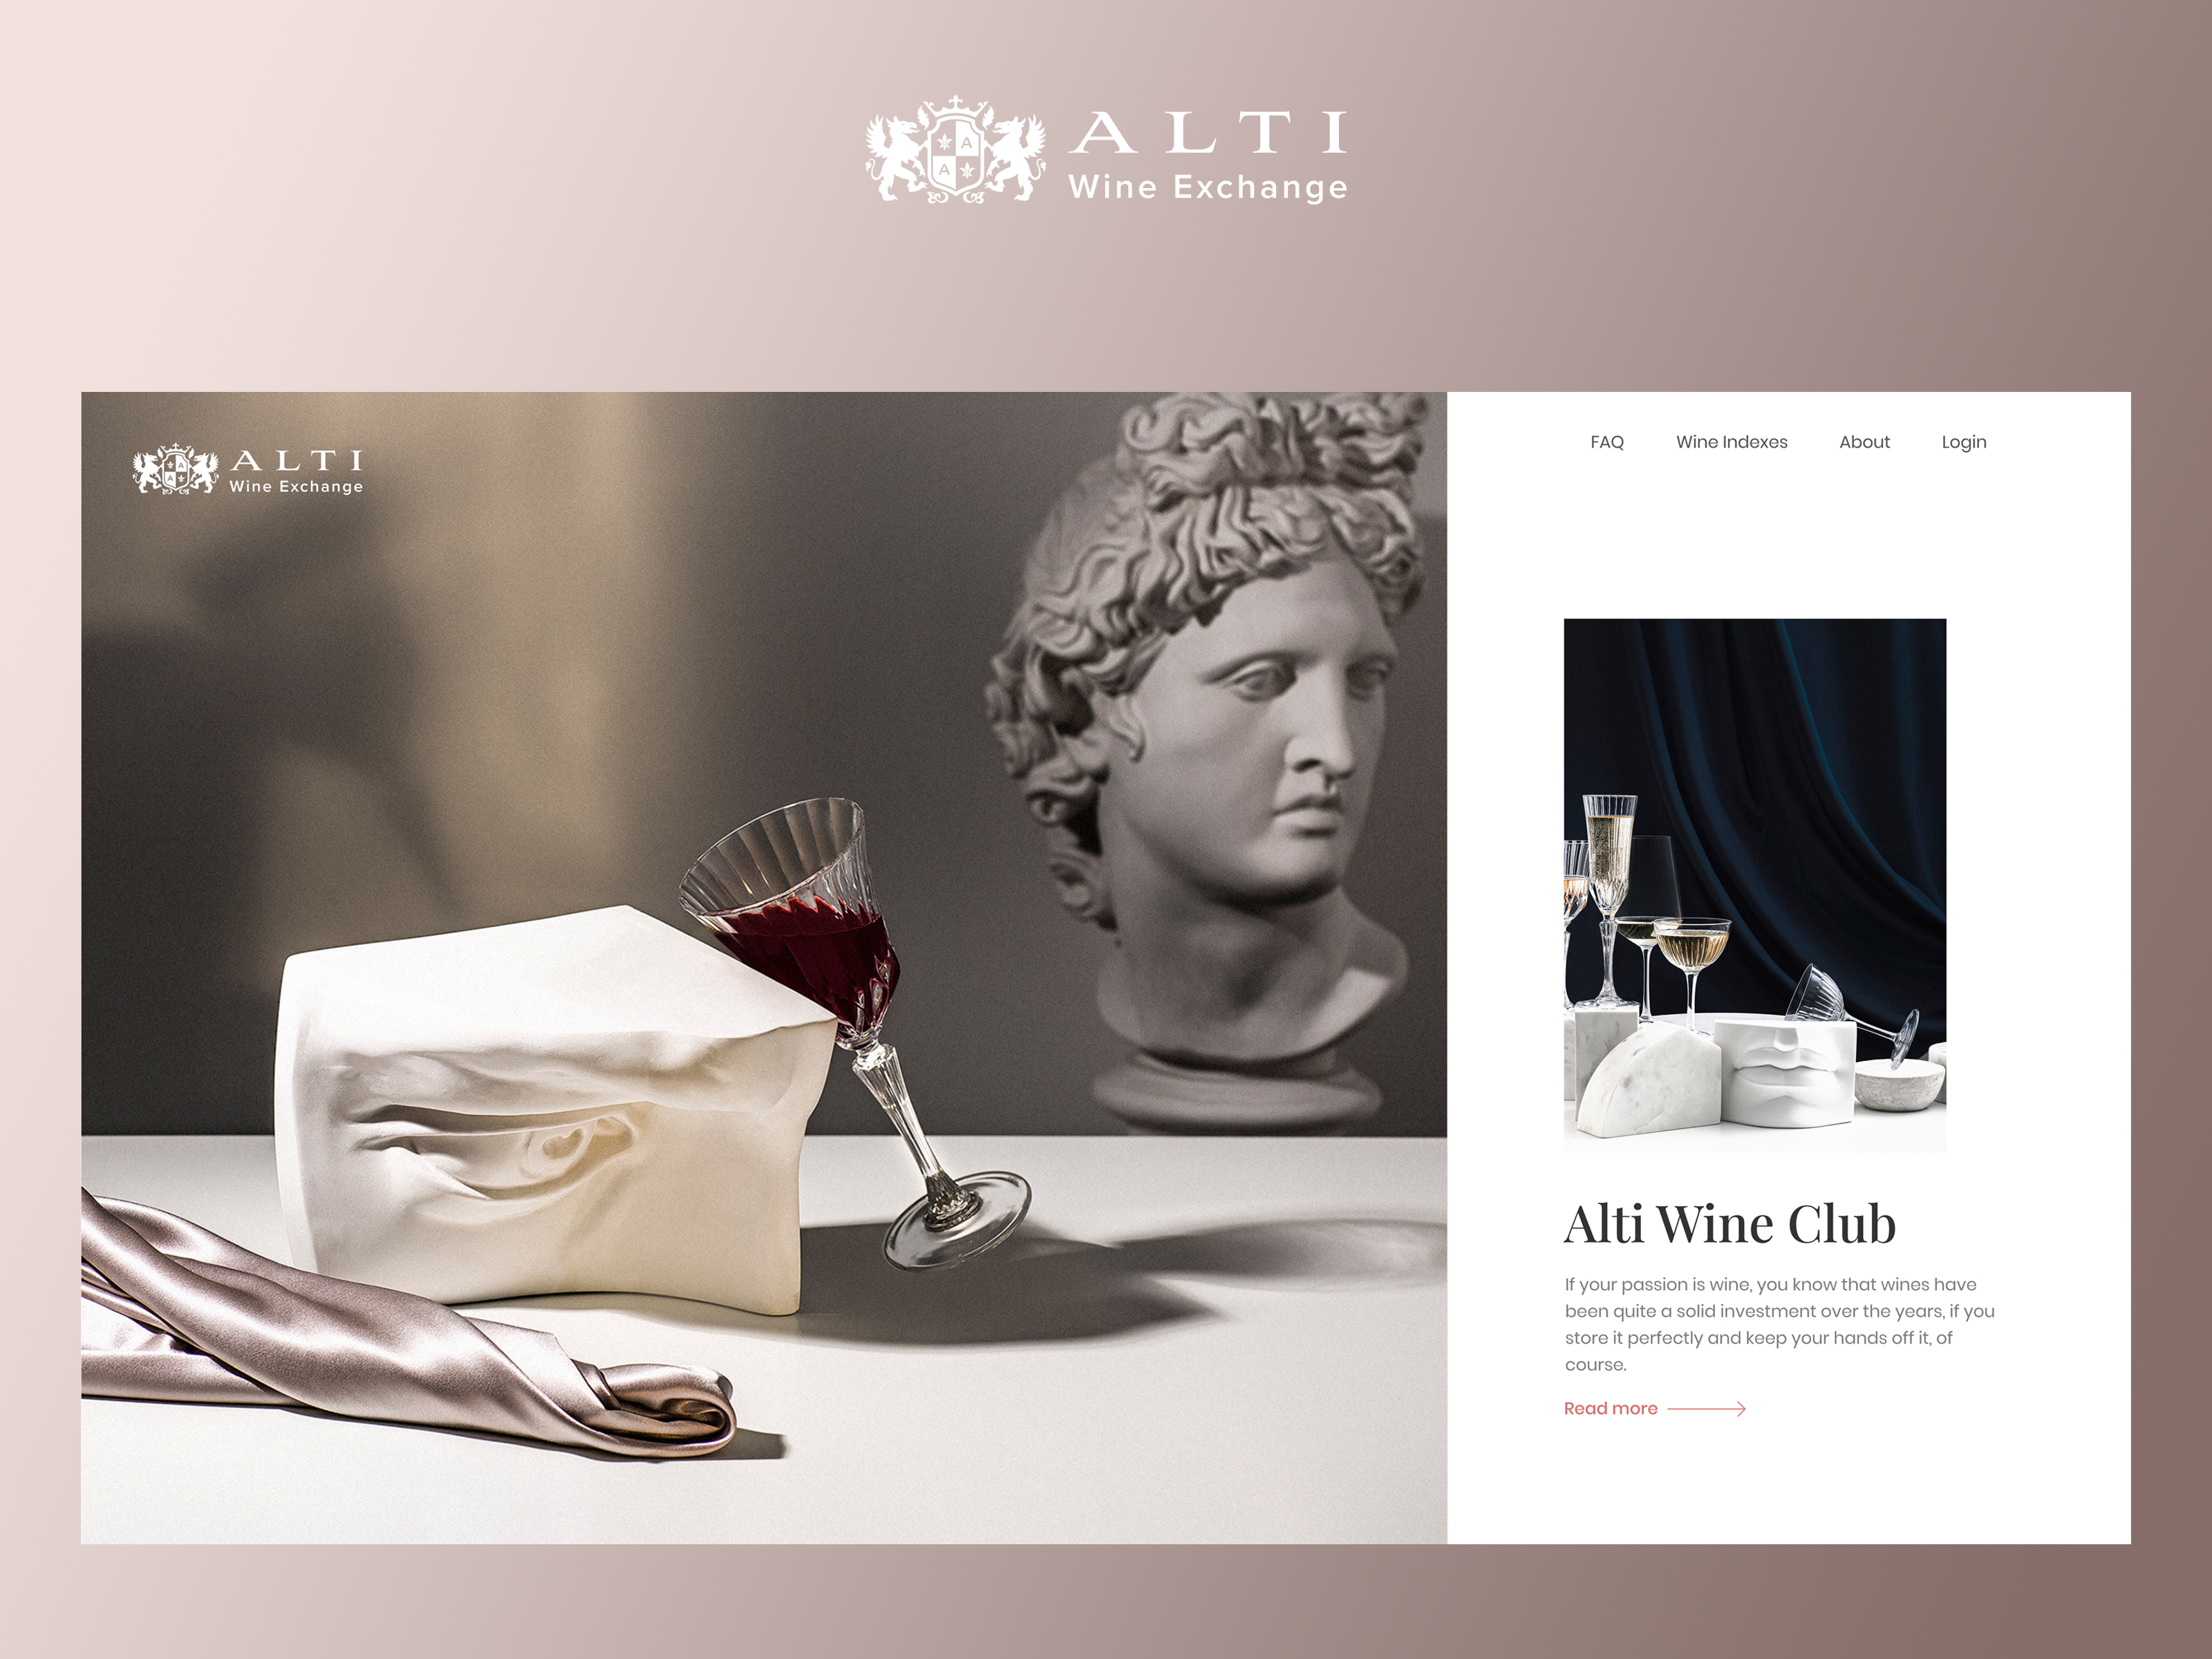 ALTI
Wine Exchange
A
A
ALTI
Wine Exchange
FAQ
Wine Indexes
About
Login
Alti Wine Club
If your passion is wine, you know that wines have
been quite a solid investment over the years, if you
store it perfectly and keep your hands off it, of
course.
Read more